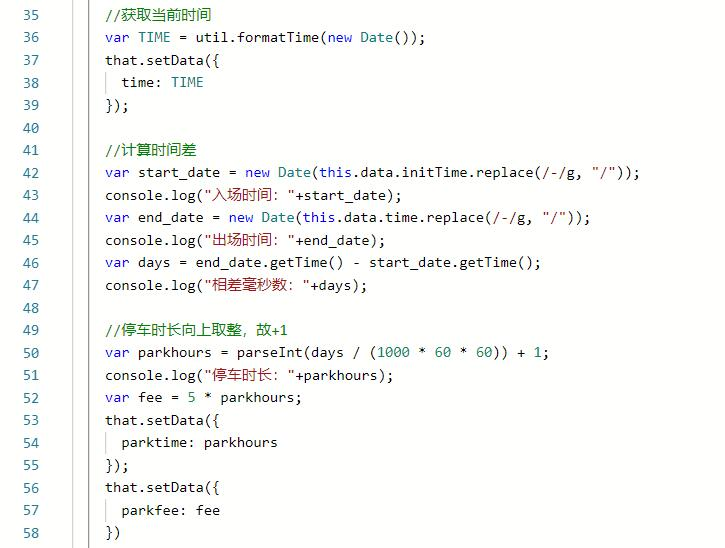 35 //获取当前时间
36 var TIME = util.formatTime(new Date());
37 that.setData({
38 time: TIME
39 });
40
41 //计算时间差
42 var start_date = new Date(this.data.initTime.replace(/-/g, "/"));
43 console.log("入场时间："+start_date);
44 var end_date = new Date(this.data.time.replace(/-/g, "/"));
45 console.log("出场时间："+end_date);
46 var days = end_date.getTime() - start_date.getTime();
47 console.log("相差毫秒数："+days);
48
49 //停车时长向上取整，故+1
50 var parkhours = parseInt(days / (1000 * 60 * 60)) + 1;
51 console.log("停车时长："+parkhours);
52 var fee = 5 * parkhours;
53 that.setData({
54 parktime: parkhours
55 });
56 that.setData({
57 parkfee: fee
58 })